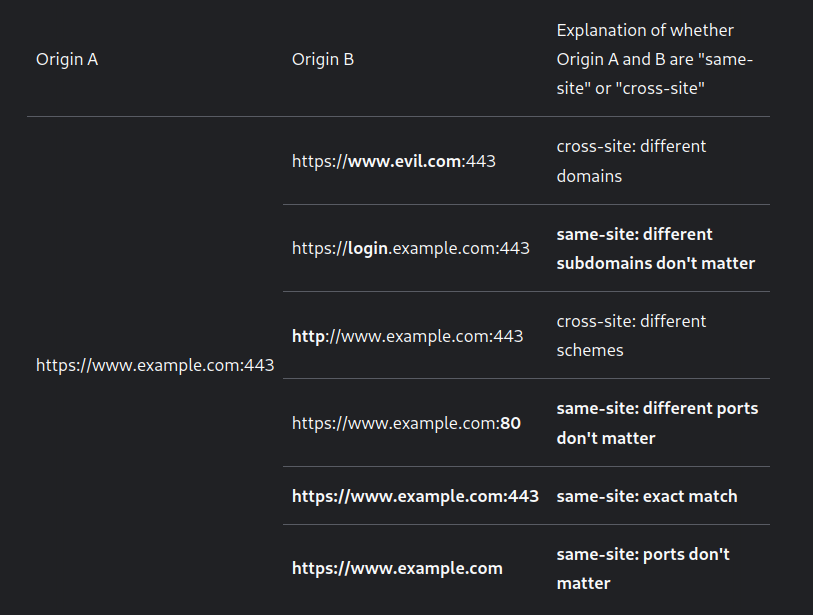 Origin A
Origin B
Explanation of whether
Origin A and B are "same-
site" or "cross-site"
https://www.example.com:443
https://www.evil.com:443
cross-site: different
domains
https://login.example.com:443
same-site: different
subdomains don't matter
http://www.example.com:443
cross-site: different
schemes
https://www.example.com:80
same-site: different ports
don't matter
https://www.example.com:443
same-site: exact match
https://www.example.com
same-site: ports don't
matter